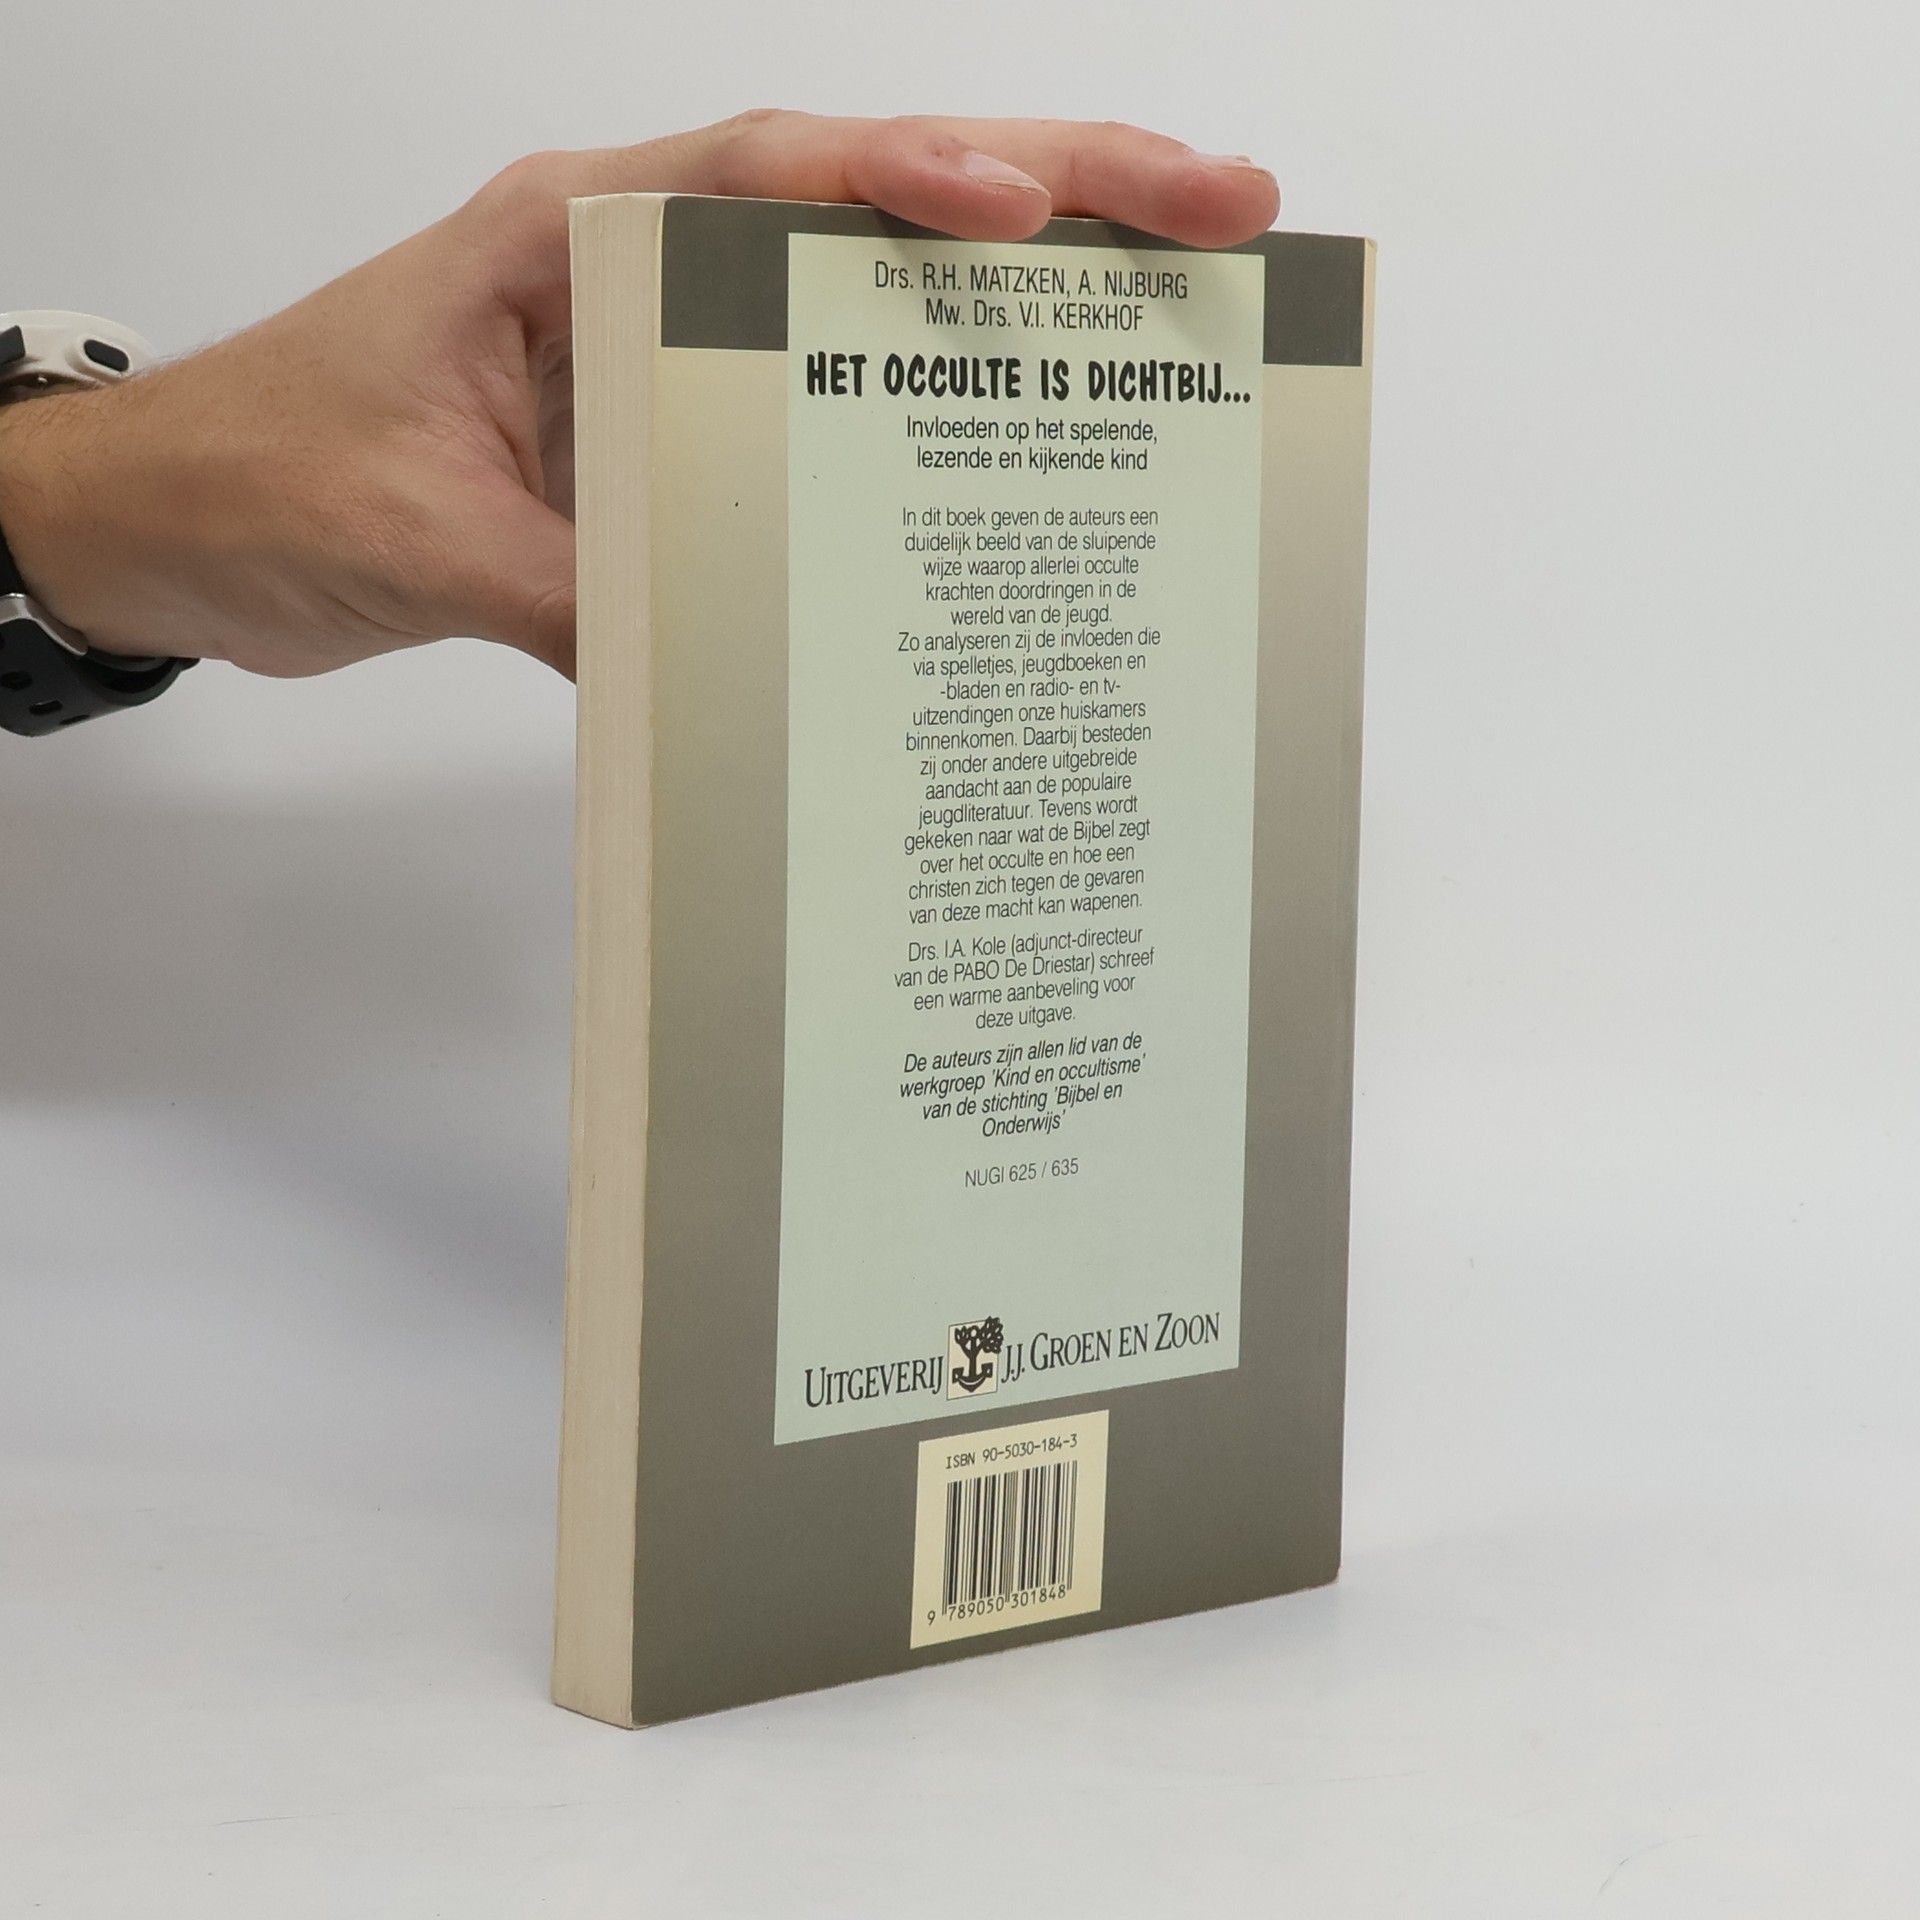 Drs. R.H. MATZKEN, A. NIJBURG
Mw. Drs. V.I. KERKHOF
HET OCCULTE IS DICHTBIJ...
Invloeden op het spelende,
lezende en kijkende kind
In dit boek geven de auteurs een
duidelijk beeld van de sluipende
wijze waarop allerlei occulte
krachten doordringen in de
wereld van de jeugd.
Zo analyseren zij de invloeden die
via spelletjes, jeugdboeken en
-bladen en radio- en tv-
uitzendingen onze huiskamers
binnenkomen. Daarbij besteden
zij onder andere uitgebreide
aandacht aan de populaire
jeugdliteratuur. Tevens wordt
gekeken naar wat de Bijbel zegt
over het occulte en hoe een
christen zich tegen de gevaren
van deze macht kan wapenen.
Drs. I.A. Kole (adjunct-directeur
van de PABO De Driestar) schreef
een warme aanbeveling voor
deze uitgave.
De auteurs zijn allen lid van de
werkgroep 'Kind en occultisme'
van de stichting 'Bijbel en
Onderwijs'
NUGI 625 / 635
UITGEVERIJ J.J. GROEN EN ZOON
ISBN 90-5030-184-3
9 789050 301848